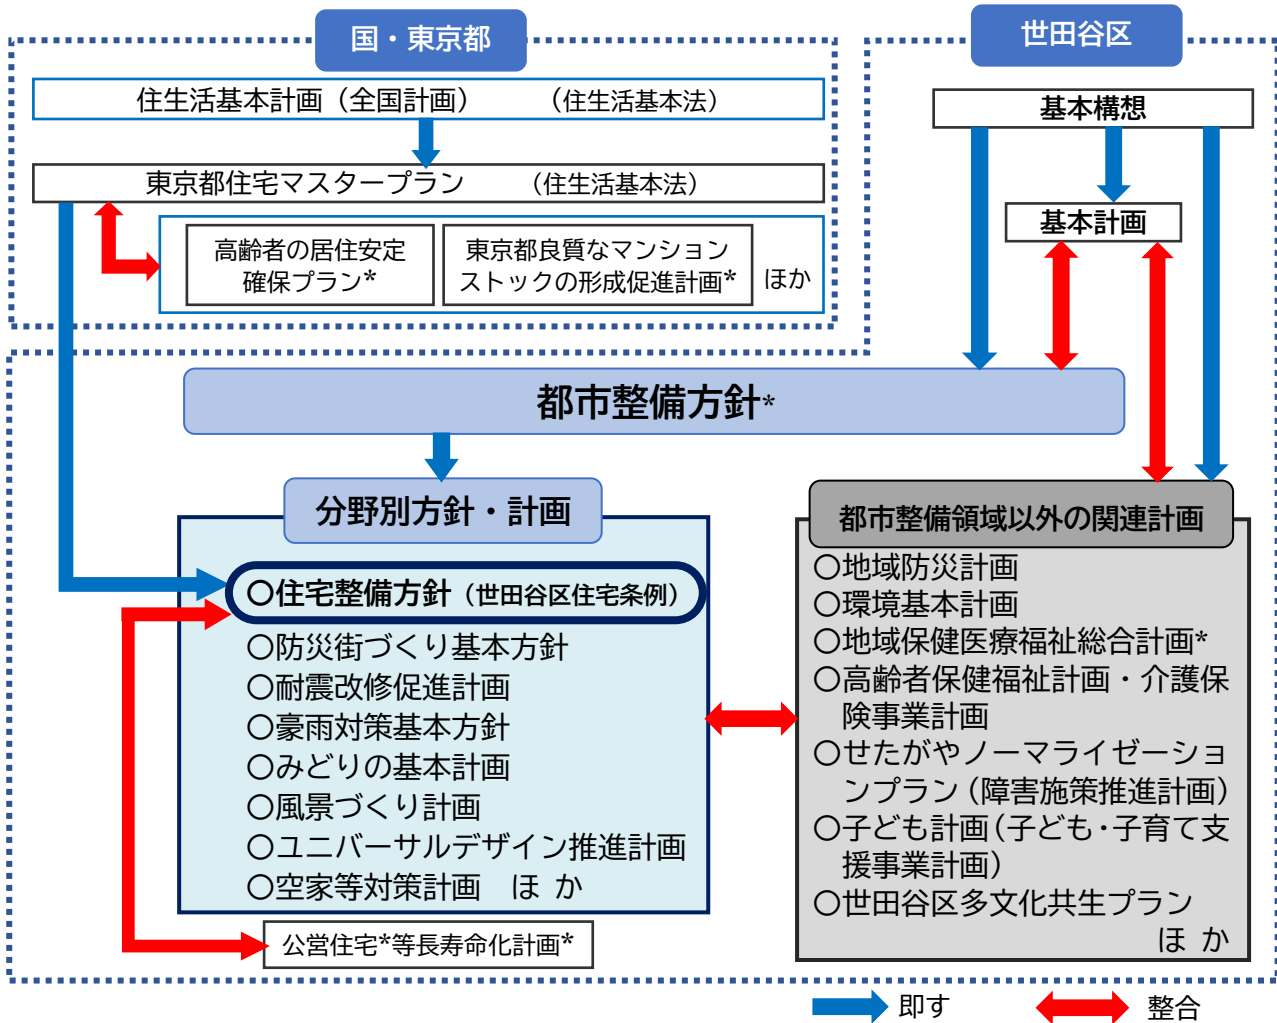 国・東京都
住生活基本計画（全国計画）　（住生活基本法）
東京都住宅マスタープラン　（住生活基本法）
高齢者の居住安定
確保プラン*
東京都良質なマンション
ストックの形成促進計画*
ほか
世田谷区
基本構想
基本計画
都市整備方針*
分野別方針・計画
〇住宅整備方針（世田谷区住宅条例）
〇防災街づくり基本方針
〇耐震改修促進計画
〇豪雨対策基本方針
〇みどりの基本計画
〇風景づくり計画
〇ユニバーサルデザイン推進計画
〇空家等対策計画　ほか
公営住宅*等長寿命化計画*
都市整備領域以外の関連計画
〇地域防災計画
〇環境基本計画
〇地域保健医療福祉総合計画*
〇高齢者保健福祉計画・介護保
険事業計画
〇せたがやノーマライゼーショ
ンプラン（障害施策推進計画）
〇子ども計画（子ども・子育て支
援事業計画）
〇世田谷区多文化共生プラン
ほか
即す
整合